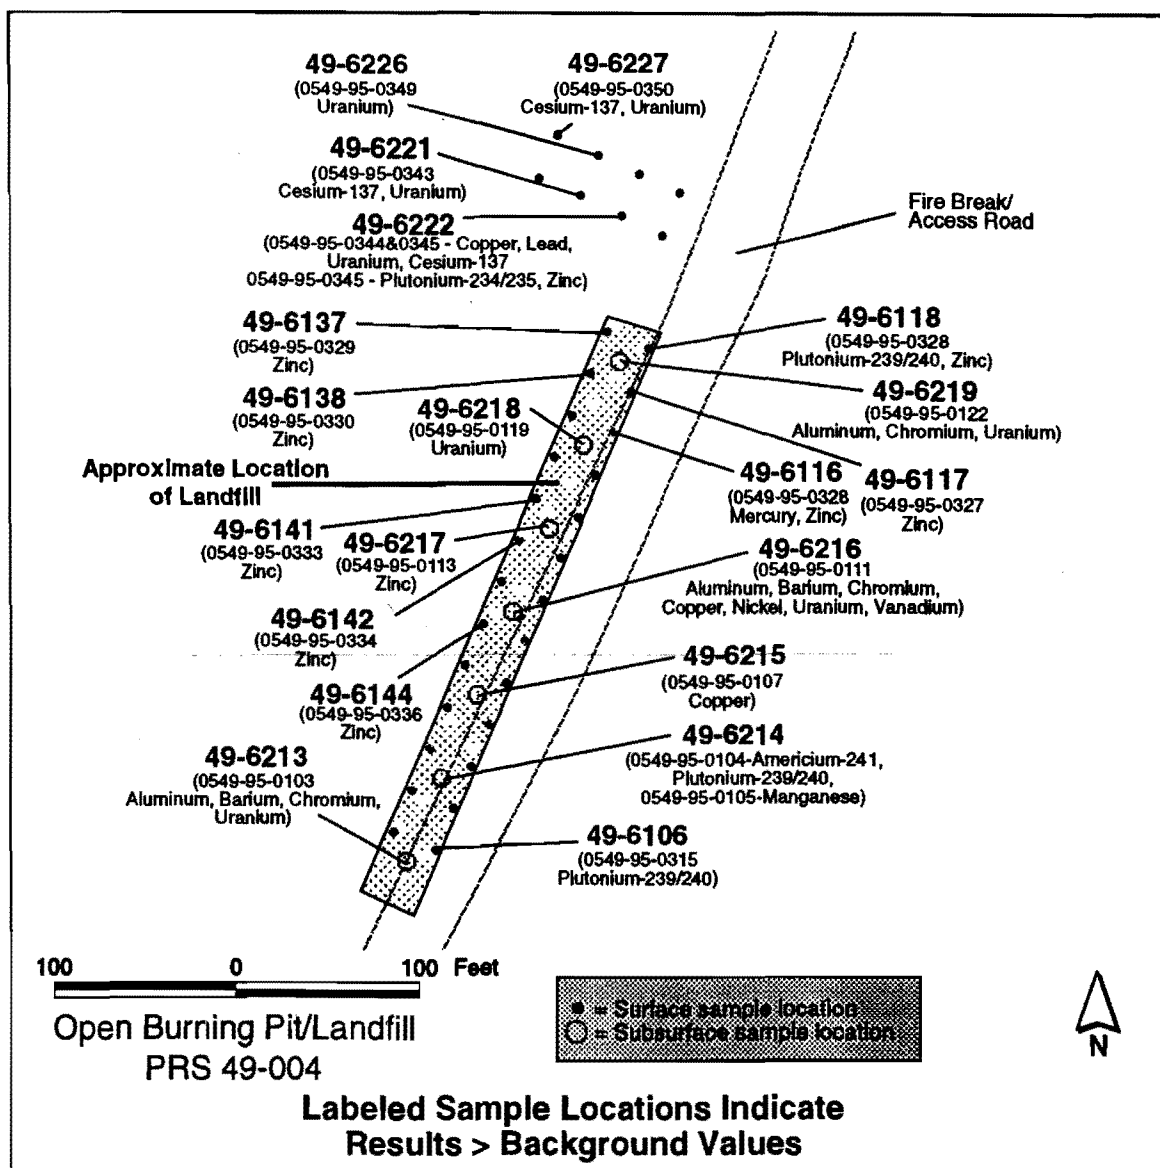 49-6226
(0549-95-0349
Uranium)
49-6227
(0549-95-0350
Cesium-137, Uranium)
49-6221
(0549-95-0343
Cesium-137, Uranium)
49-6222
(0549-95-0344&0345 - Copper, Lead,
Uranium, Cesium-137
0549-95-0345 - Plutonium-234/235, Zinc)
Fire Break/
Access Road
49-6137
(0549-95-0329
Zinc)
49-6118
(0549-95-0328
Plutonium-239/240, Zinc)
49-6138
(0549-95-0330
Zinc)
49-6218
(0549-95-0119
Uranium)
49-6219
(0549-95-0122
Aluminum, Chromium, Uranium)
Approximate Location
of Landfill
49-6116
(0549-95-0328
Mercury, Zinc)
49-6117
(0549-95-0327
Zinc)
49-6141
(0549-95-0333
Zinc)
49-6217
(0549-95-0113
Zinc)
49-6216
(0549-95-0111
Aluminum, Barium, Chromium,
Copper, Nickel, Uranium, Vanadium)
49-6142
(0549-95-0334
Zinc)
49-6215
(0549-95-0107
Copper)
49-6144
(0549-95-0336
Zinc)
49-6214
(0549-95-0104-Americium-241,
Plutonium-239/240,
0549-95-0105-Manganese)
49-6213
(0549-95-0103
Aluminum, Barium, Chromium,
Uranium)
49-6106
(0549-95-0315
Plutonium-239/240)
100 0 100 Feet
Open Burning Pit/Landfill
PRS 49-004
= Surface sample location
= Subsurface sample location
N
Labeled Sample Locations Indicate
Results > Background Values